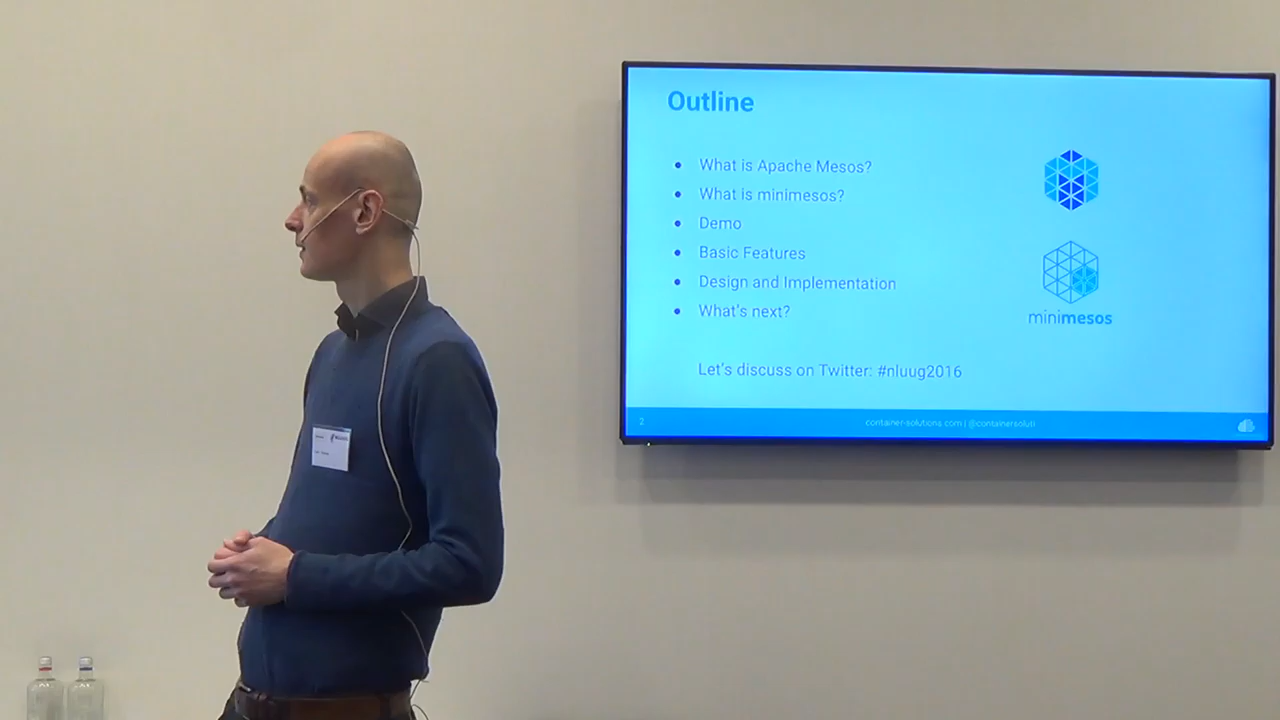 Outline
What is Apache Mesos?
What is minimesos?
Demo
Basic Features
Design and Implementation
What's next?
Let's discuss on Twitter: #nluug2016
minimesos
2
container-solutions.com | @containersoluti